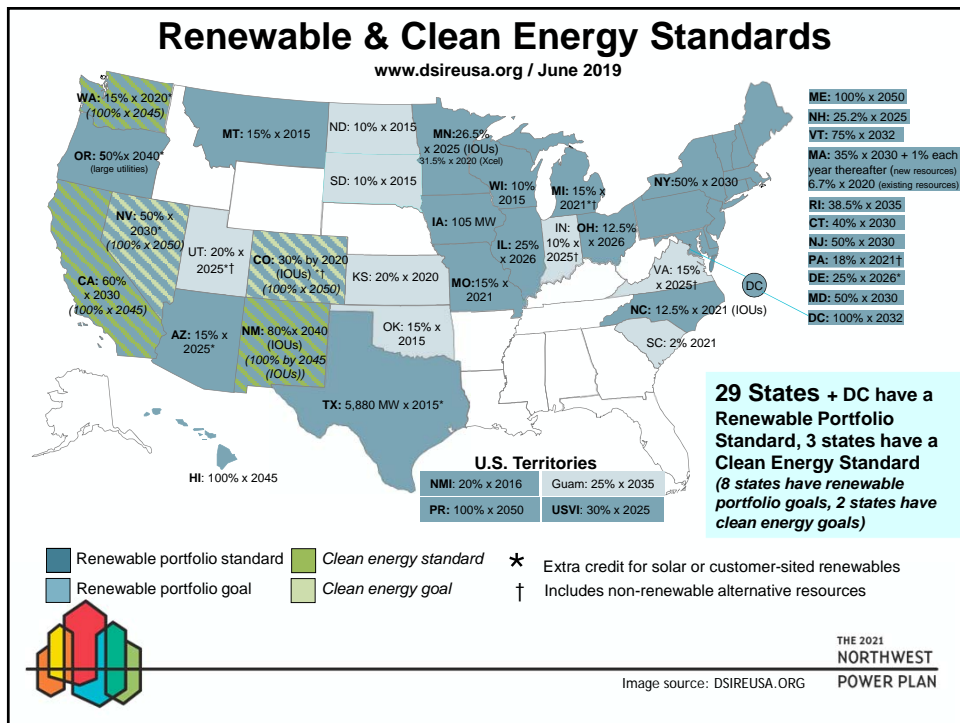 Renewable & Clean Energy Standards
www.dsireusa.org / June 2019
WA: 15% x 2020*
(100% x 2045)
OR: 50%x 2040*
(large utilities)
MT: 15% x 2015
ND: 10% x 2015
SD: 10% x 2015
MN:26.5%
x 2025 (IOUs)
31.5% x 2020 (Xcel)
WI: 10%
2015
MI: 15% x
2021*†
NY:50% x 2030
NV: 50% x
2030*
(100% x 2050)
UT: 20% x
2025*†
CO: 30% by 2020
(IOUs) *†
(100% x 2050)
CA: 60%
x 2030
(100% x 2045)
KS: 20% x 2020
IA: 105 MW
IL: 25%
x 2026
IN:
10% x
2025†
OH: 12.5%
x 2026
MO:15% x
2021
VA: 15%
x 2025†
DC
NC: 12.5% x 2021 (IOUs)
SC: 2% 2021
AZ: 15% x
2025*
NM: 80%x 2040
(IOUs)
(100% by 2045
(IOUs))
OK: 15% x
2015
TX: 5,880 MW x 2015*
HI: 100% x 2045
ME: 100% x 2050
NH: 25.2% x 2025
VT: 75% x 2032
MA: 35% x 2030 + 1% each
year thereafter (new resources)
6.7% x 2020 (existing resources)
RI: 38.5% x 2035
CT: 40% x 2030
NJ: 50% x 2030
PA: 18% x 2021†
DE: 25% x 2026*
MD: 50% x 2030
DC: 100% x 2032
29 States + DC have a
Renewable Portfolio
Standard, 3 states have a
Clean Energy Standard
(8 states have renewable
portfolio goals, 2 states have
clean energy goals)
U.S. Territories
NMI: 20% x 2016
Guam: 25% x 2035
PR: 100% x 2050
USVI: 30% x 2025
Renewable portfolio standard
Clean energy standard
* Extra credit for solar or customer-sited renewables
Renewable portfolio goal
Clean energy goal
† Includes non-renewable alternative resources
Image source: DSIREUSA.ORG
THE 2021
NORTHWEST
POWER PLAN